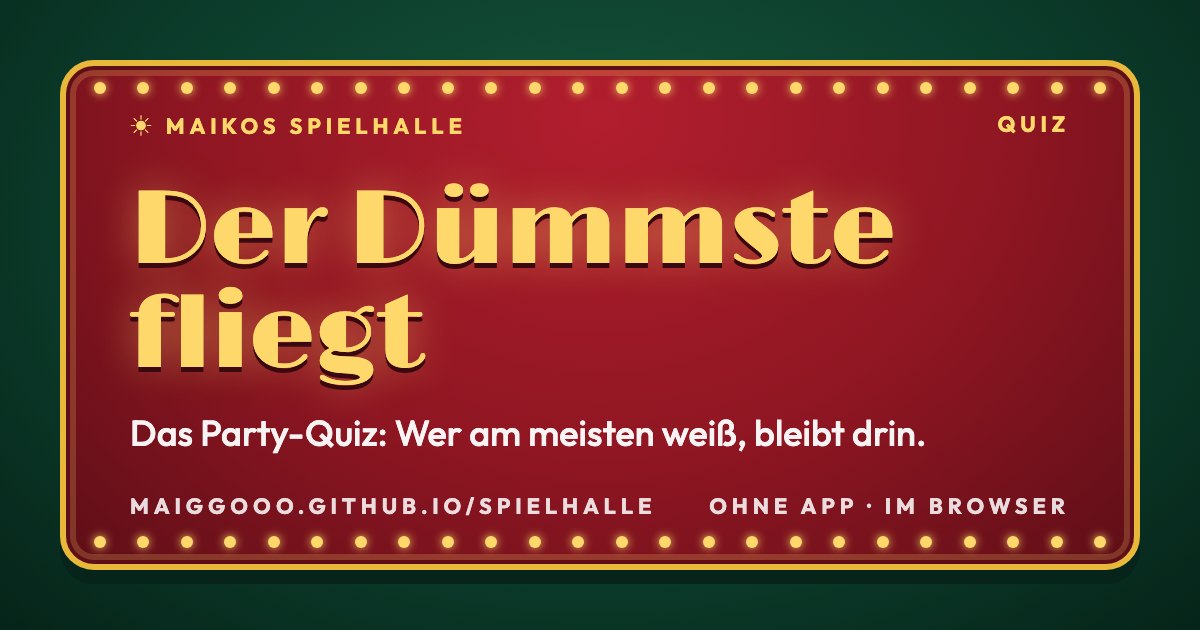 ☀ MAIKOS SPIELHALLE
QUIZ
Der Dümmste
fliegt
Das Party-Quiz: Wer am meisten weiß, bleibt drin.
MAIGGOOO.GITHUB.IO/SPIELHALLE
OHNE APP · IM BROWSER